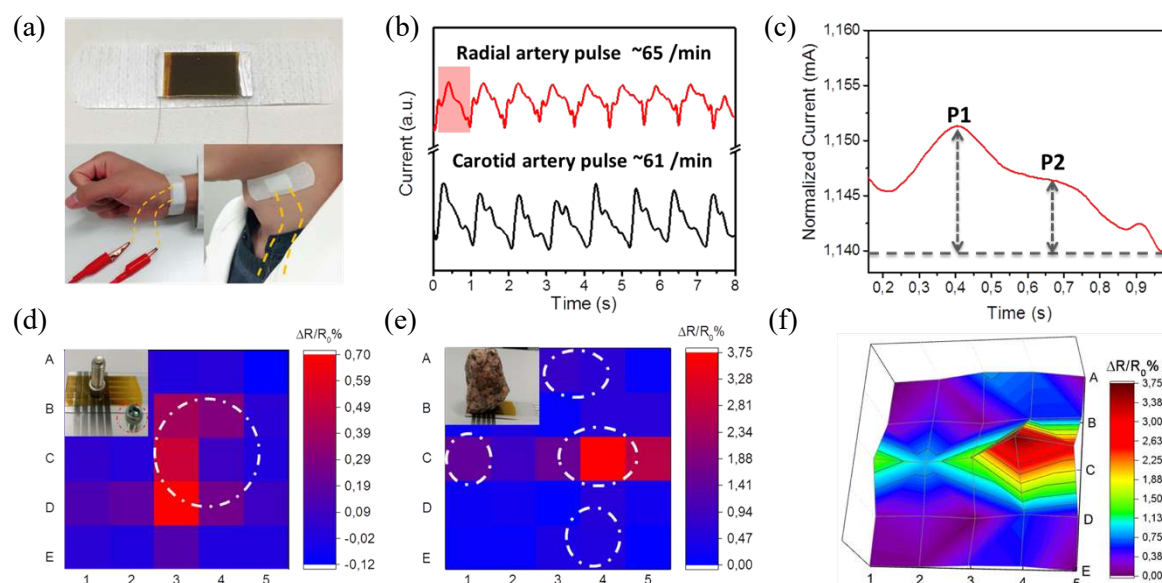 (a)
(b)
Radial artery pulse ~65 /min
Carotid artery pulse ~61 /min
Current (a.u.)
0 1 2 3 4 5 6 7 8
Time (s)
(c)
1,160
1,155
1,150
1,145
1,140
Normalized Current (mA)
P1
P2
0,2 0,3 0,4 0,5 0,6 0,7 0,8 0,9
Time (s)
(d)
A
B
C
D
E
1 2 3 4 5
ΔR/R₀%
0,70
0,59
0,49
0,39
0,29
0,19
0,09
-0,02
-0,12
(e)
A
B
C
D
E
1 2 3 4 5
ΔR/R₀%
3,75
3,28
2,81
2,34
1,88
1,41
0,94
0,47
0,00
(f)
A
B
C
D
E
1 2 3 4 5
ΔR/R₀%
3,75
3,38
3,00
2,63
2,25
1,88
1,50
1,13
0,75
0,38
0,00